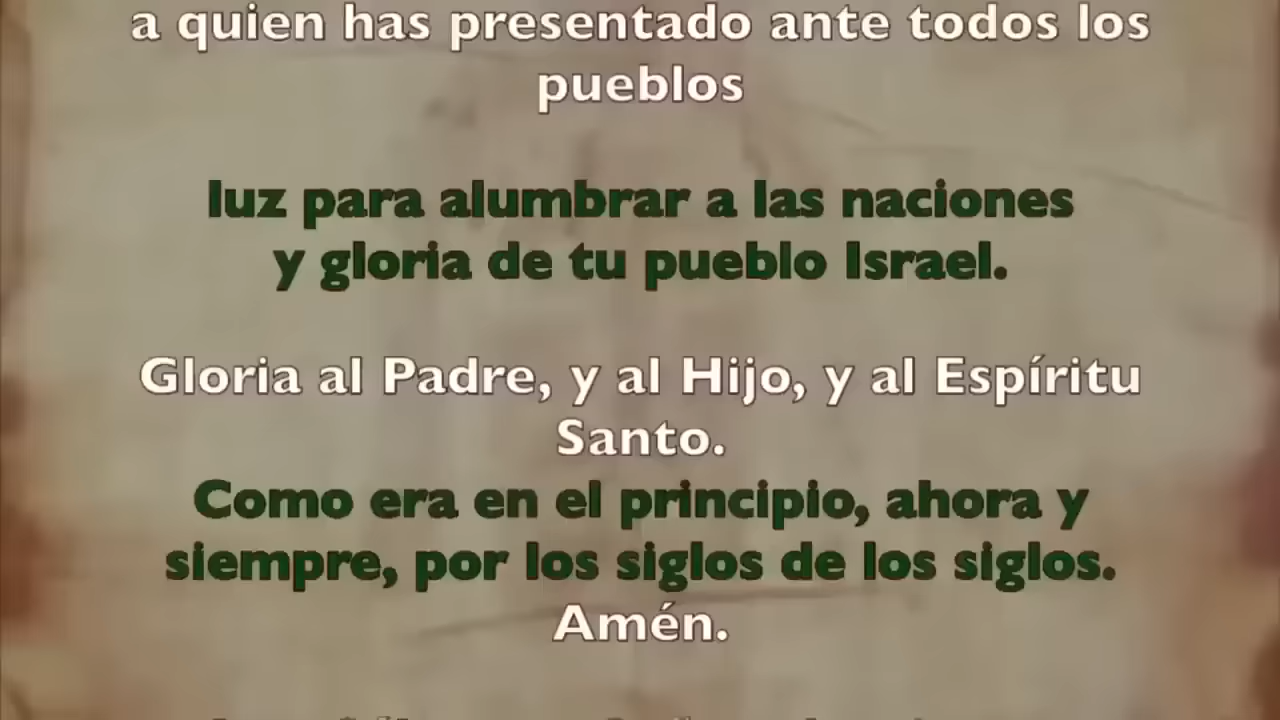 a quien has presentado ante todos los
pueblos
luz para alumbrar a las naciones
y gloria de tu pueblo Israel.
Gloria al Padre, y al Hijo, y al Espíritu
Santo.
Como era en el principio, ahora y
siempre, por los siglos de los siglos.
Amén.